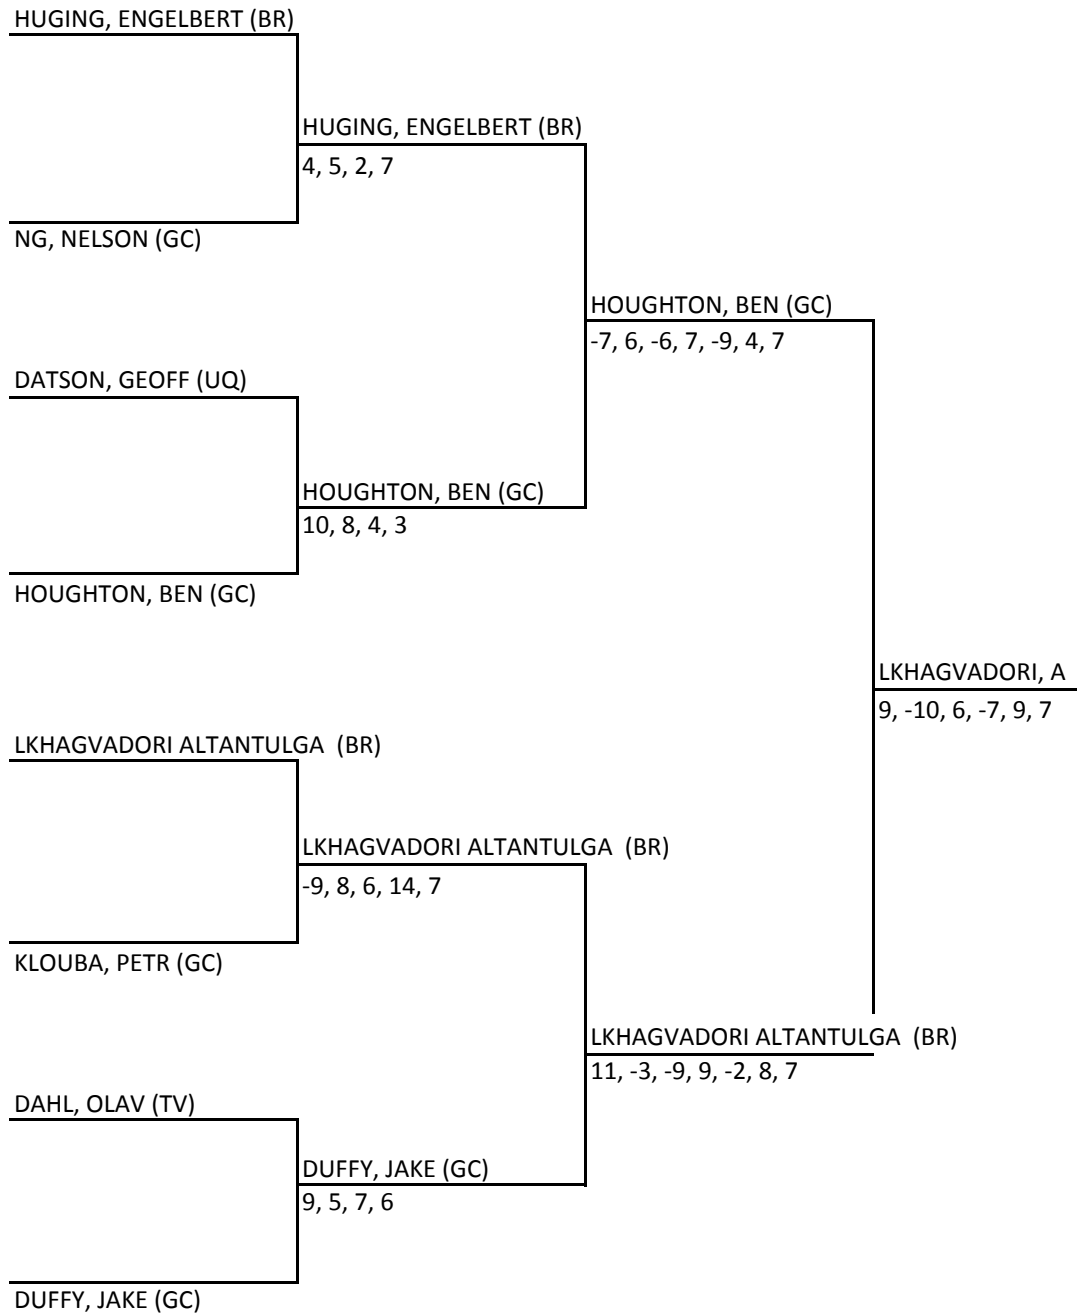 HUGING, ENGELBERT (BR)
HUGING, ENGELBERT (BR)
4, 5, 2, 7
NG, NELSON (GC)
HOUGHTON, BEN (GC)
-7, 6, -6, 7, -9, 4, 7
DATSON, GEOFF (UQ)
HOUGHTON, BEN (GC)
10, 8, 4, 3
HOUGHTON, BEN (GC)
LKHAGVADORI, A
9, -10, 6, -7, 9, 7
LKHAGVADORI ALTANTULGA  (BR)
LKHAGVADORI ALTANTULGA  (BR)
-9, 8, 6, 14, 7
KLOUBA, PETR (GC)
LKHAGVADORI ALTANTULGA  (BR)
11, -3, -9, 9, -2, 8, 7
DAHL, OLAV (TV)
DUFFY, JAKE (GC)
9, 5, 7, 6
DUFFY, JAKE (GC)